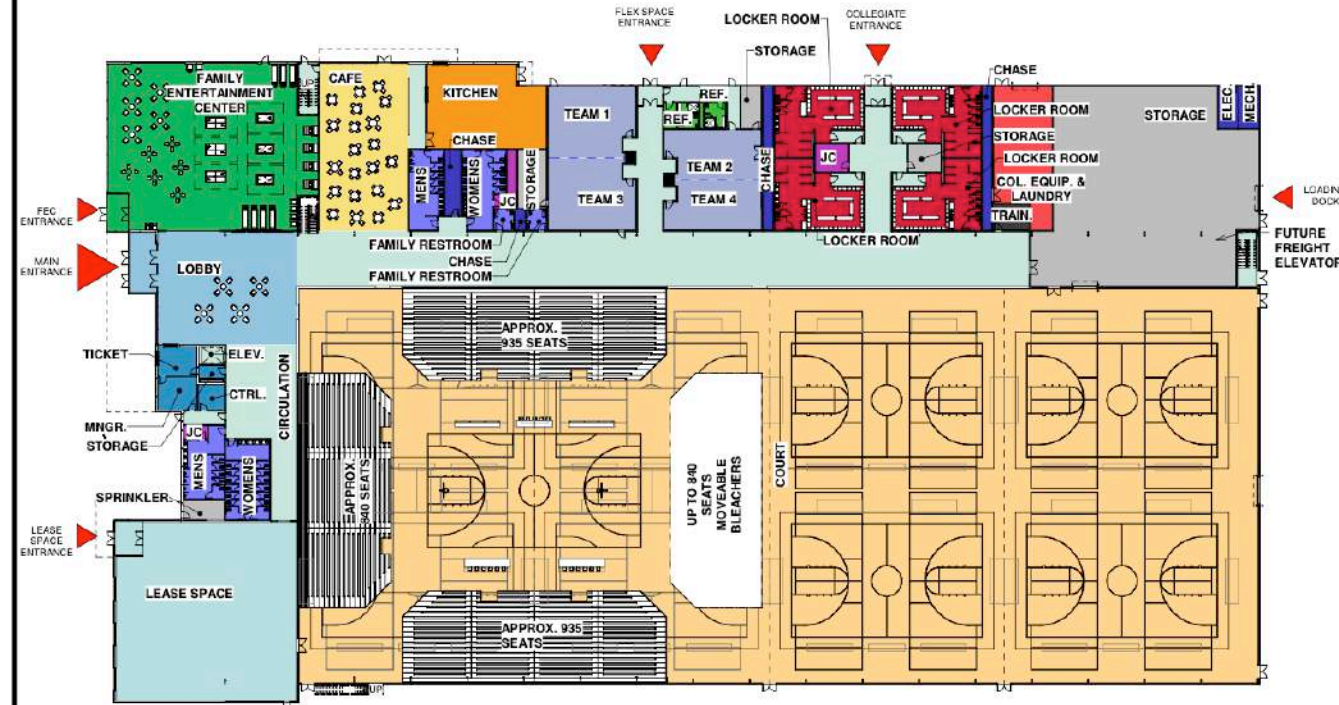 FLEX SPACE
ENTRANCE
LOCKER ROOM
COLLEGIATE
ENTRANCE
STORAGE
CHASE
FAMILY
ENTERTAINMENT
CENTER
UP
CAFE
KITCHEN
CHASE
TEAM 1
REF.
REF.
TEAM 2
LOCKER ROOM
STORAGE
LOCKER ROOM
STORAGE
ELEC.
MECH.
MENS
WOMENS
JC
STORAGE
TEAM 3
TEAM 4
CHASE
JC
COL. EQUIP. &
LAUNDRY
TRAIN.
LOADING
DOCK
FEC
ENTRANCE
FAMILY RESTROOM
CHASE
FAMILY RESTROOM
LOCKER ROOM
FUTURE
FREIGHT
ELEVATOR
MAIN
ENTRANCE
LOBBY
TICKET
ELEV.
CTRL.
CIRCULATION
MNGR.
STORAGE
JC
MENS
WOMENS
SPRINKLER
APPROX.
935 SEATS
APPROX.
840 SEATS
UP TO 840
SEATS
MOVEABLE
BLEACHERS
COURT
LEASE
SPACE
ENTRANCE
LEASE SPACE
APPROX. 935
SEATS
UP